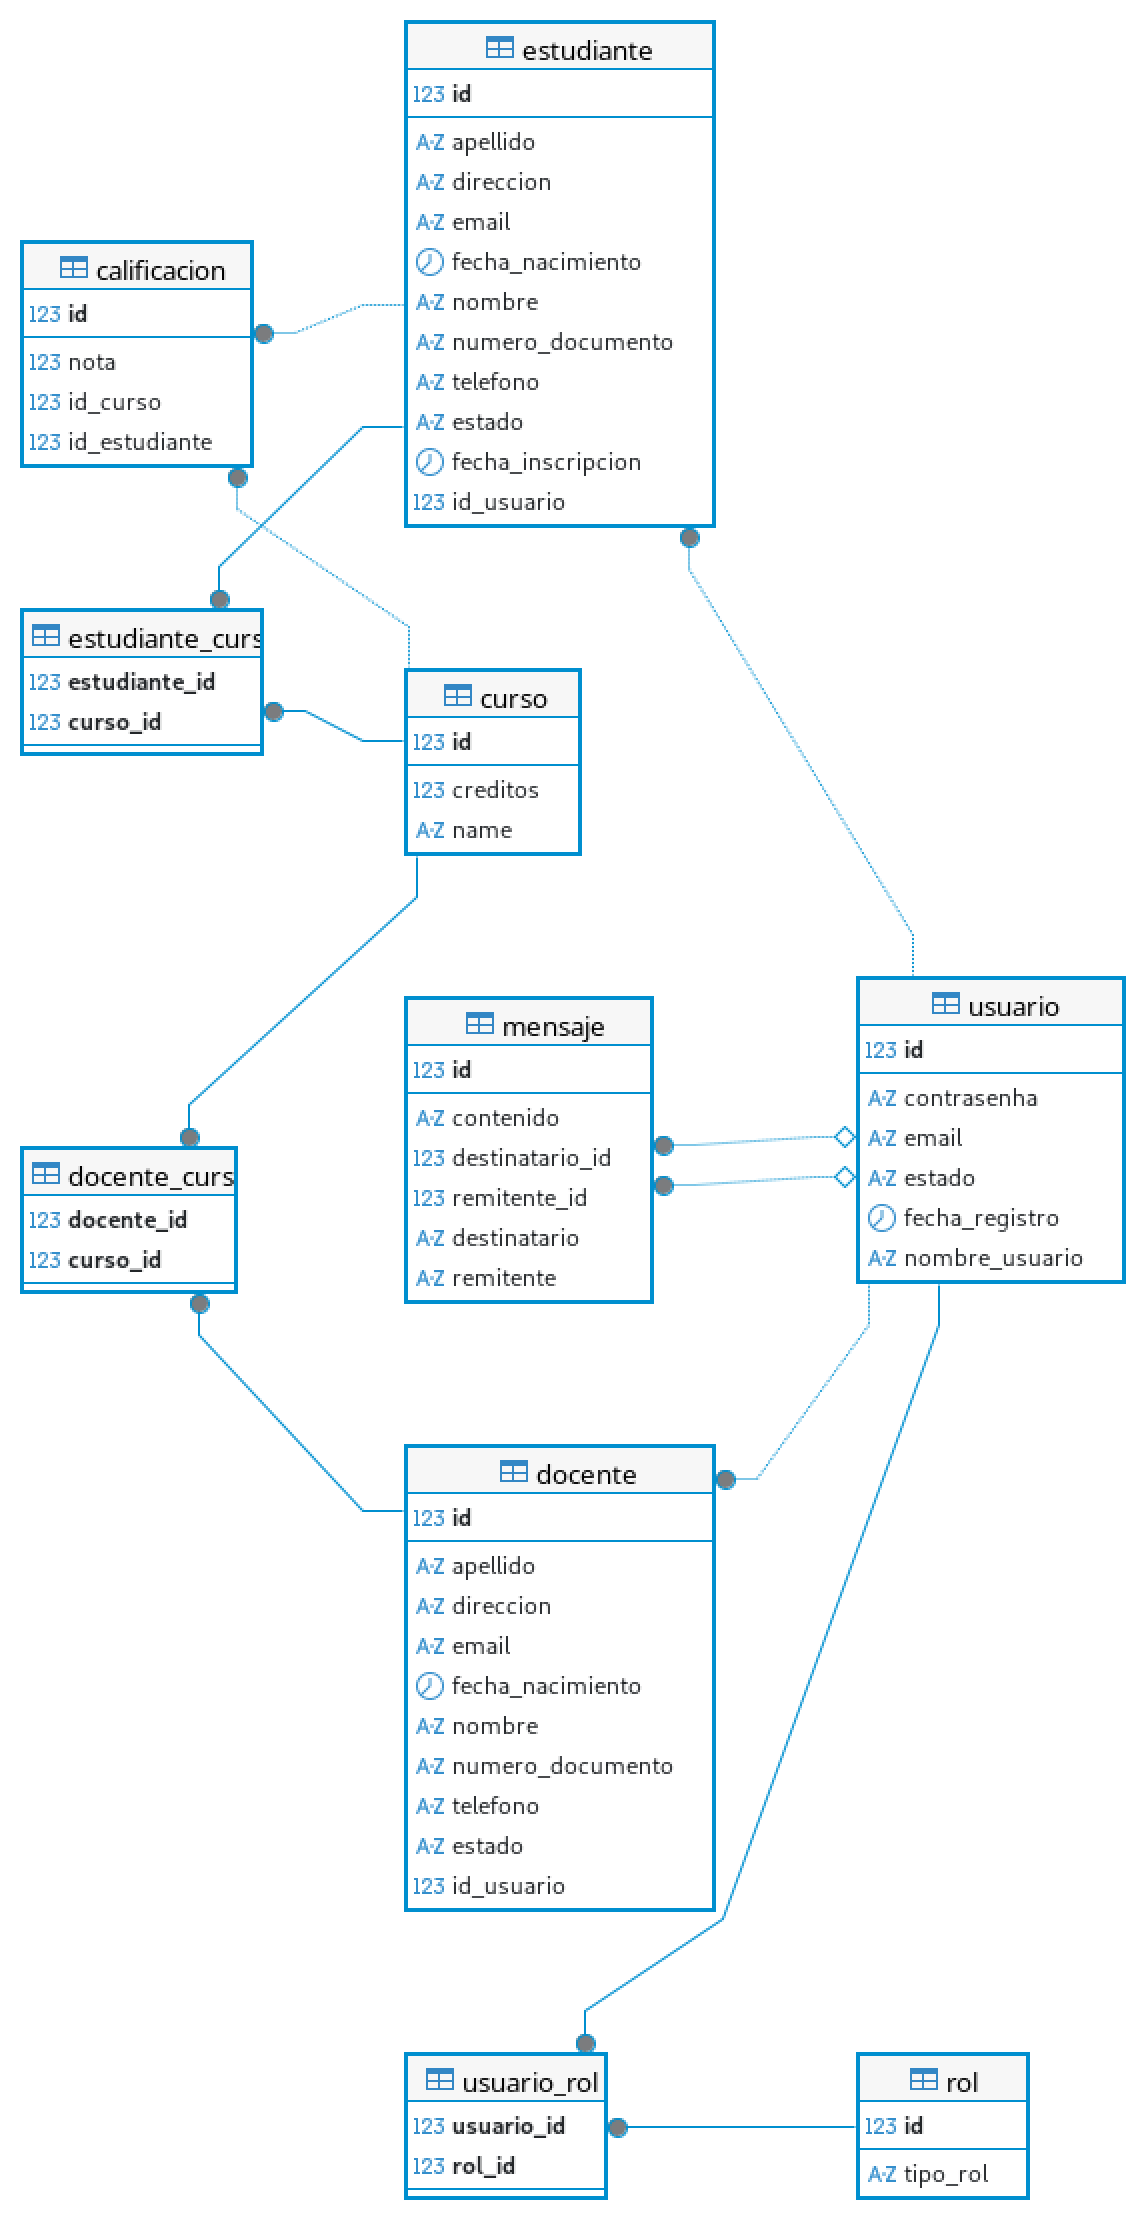 estudiante
123 id
A-Z apellido
A-Z direccion
A-Z email
fecha_nacimiento
A-Z nombre
A-Z numero_documento
A-Z telefono
A-Z estado
fecha_inscripcion
123 id_usuario
calificacion
123 id
123 nota
123 id_curso
123 id_estudiante
estudiante_curs
123 estudiante_id
123 curso_id
curso
123 id
123 creditos
A-Z name
mensaje
123 id
A-Z contenido
123 destinatario_id
123 remitente_id
A-Z destinatario
A-Z remitente
usuario
123 id
A-Z contrasenha
A-Z email
A-Z estado
fecha_registro
A-Z nombre_usuario
docente_curs
123 docente_id
123 curso_id
docente
123 id
A-Z apellido
A-Z direccion
A-Z email
fecha_nacimiento
A-Z nombre
A-Z numero_documento
A-Z telefono
A-Z estado
123 id_usuario
usuario_rol
123 usuario_id
123 rol_id
rol
123 id
A-Z tipo_rol